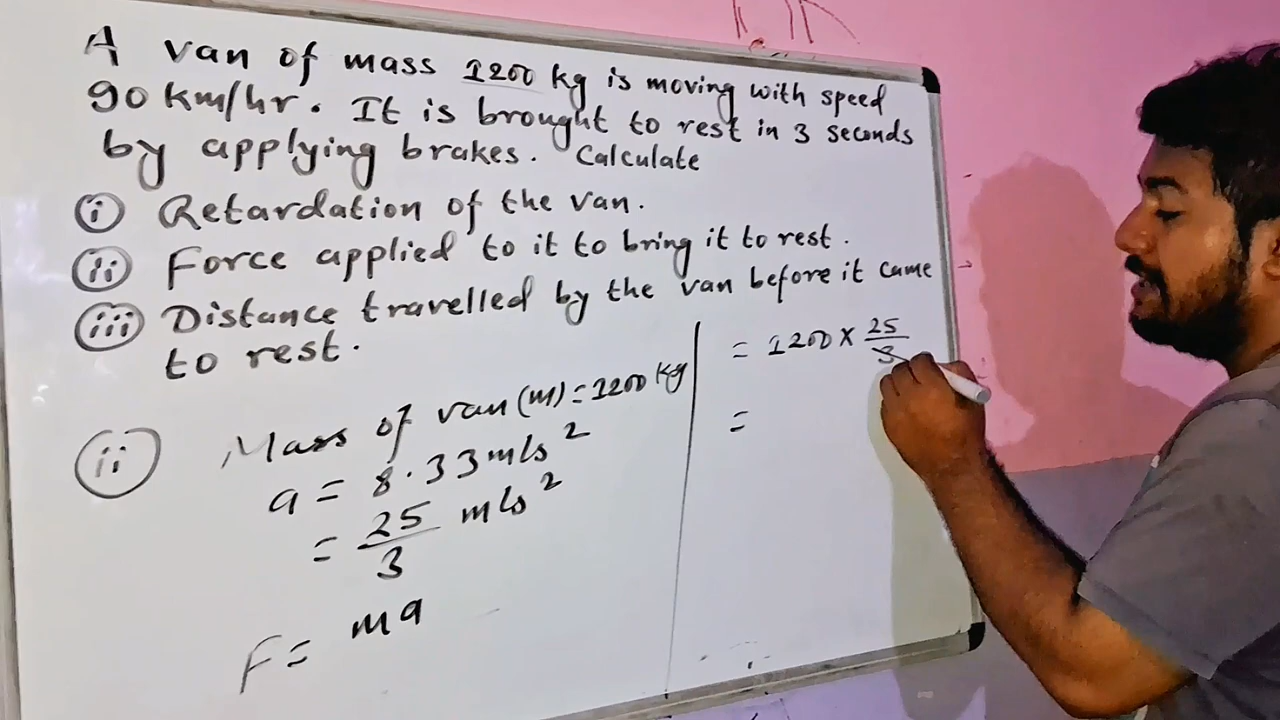 A van of mass 1200 kg is moving with speed
90 km/hr. It is brought to rest in 3 seconds
by applying brakes. Calculate
(i) Retardation of the van.
(ii) Force applied to it to bring it to rest.
(iii) Distance travelled by the van before it came
to rest.
(ii) Mass of van (m) = 1200 kg
a = 8.33 m/s²
= 25/3 m/s²
F = ma
= 1200 × 25/3
=